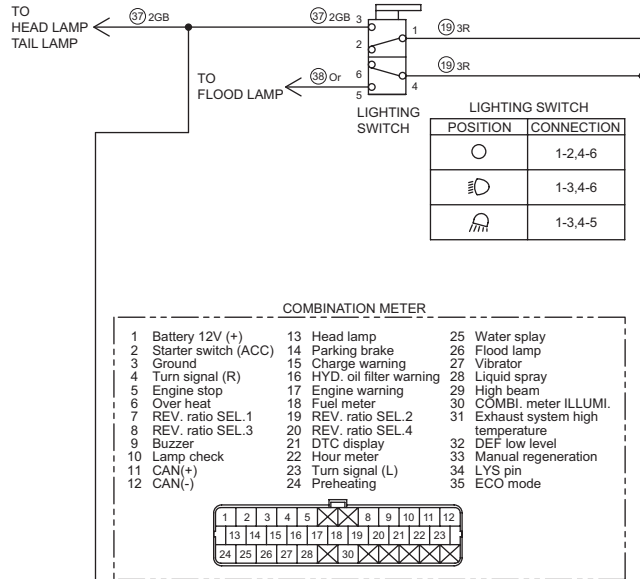 TO
HEAD LAMP
TAIL LAMP
37 2GB
37 2GB
3
2
1
19 3R
TO
FLOOD LAMP
38 Or
6
5
4
19 3R
LIGHTING
SWITCH
LIGHTING SWITCH
POSITION CONNECTION
1-2,4-6
1-3,4-6
1-3,4-5
COMBINATION METER
1 Battery 12V (+)
2 Starter switch (ACC)
3 Ground
4 Turn signal (R)
5 Engine stop
6 Over heat
7 REV. ratio SEL.1
8 REV. ratio SEL.3
9 Buzzer
10 Lamp check
11 CAN(+)
12 CAN(-)
13 Head lamp
14 Parking brake
15 Charge warning
16 HYD. oil filter warning
17 Engine warning
18 Fuel meter
19 REV. ratio SEL.2
20 REV. ratio SEL.4
21 DTC display
22 Hour meter
23 Turn signal (L)
24 Preheating
25 Water splay
26 Flood lamp
27 Vibrator
28 Liquid spray
29 High beam
30 COMBI. meter ILLUMI.
31 Exhaust system high
temperature
32 DEF low level
33 Manual regeneration
34 LYS pin
35 ECO mode
1 2 3 4 5 8 9 10 11 12
13 14 15 16 17 18 19 20 21 22 23
24 25 26 27 28 30